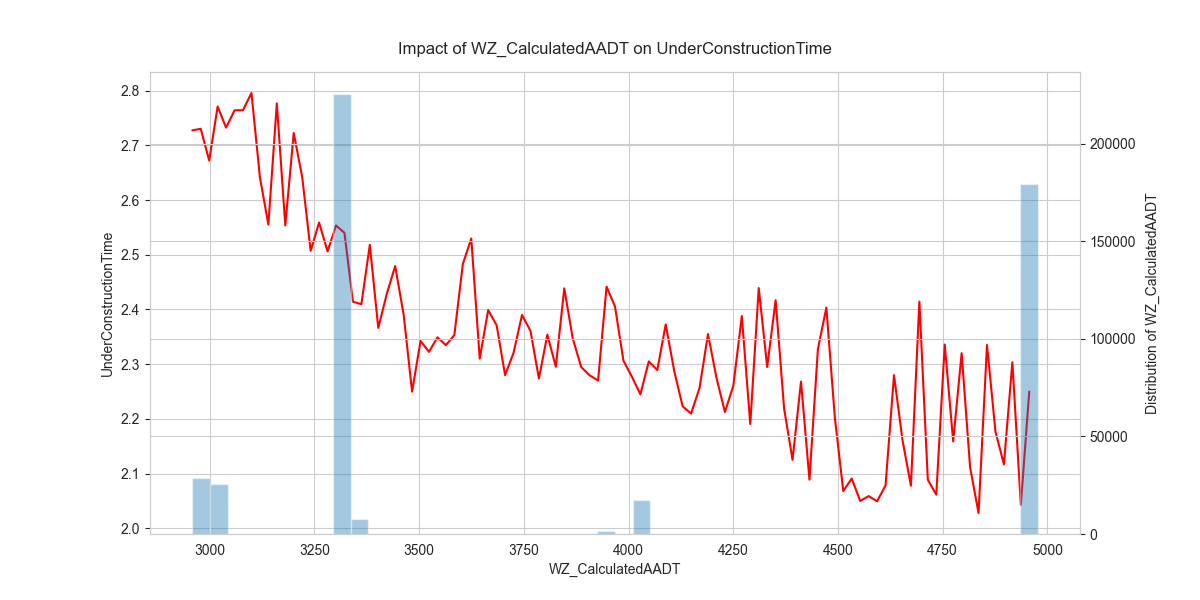 Impact of WZ_CalculatedAADT on UnderConstructionTime
2.8
2.7
2.6
2.5
2.4
2.3
2.2
2.1
2.0
UnderConstructionTime
200000
150000
100000
50000
0
Distribution of WZ_CalculatedAADT
3000 3250 3500 3750 4000 4250 4500 4750 5000
WZ_CalculatedAADT